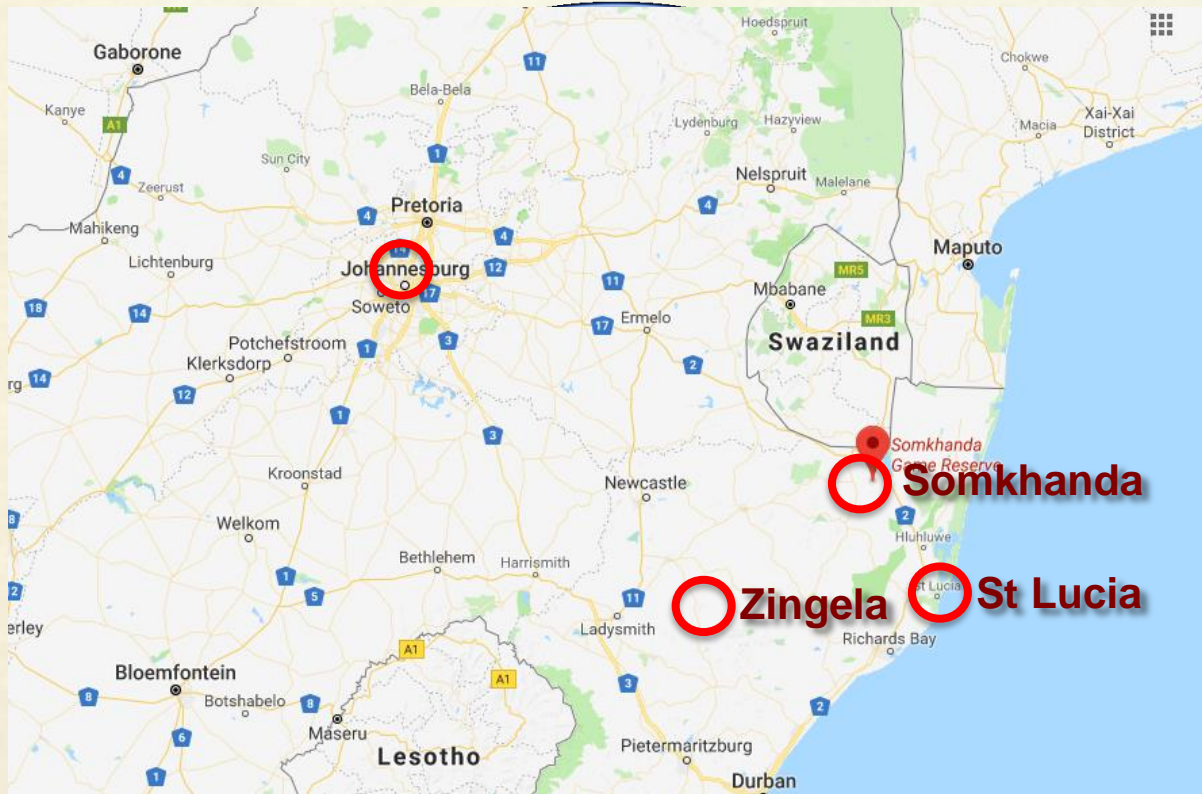 Hoedspruit
Gaborone
11
Chokwe
Bela-Bela
Kanye
A1
Lydenburg
Hazyview
Macia
Xai-Xai
District
1
Sun City
4
Zeerust
Nelspruit
Malelane
Pretoria
4
4
Mahikeng
14
4
Maputo
Lichtenburg
Johannesburg
12
MR5
11
Mbabane
17
Soweto
18
14
MR3
17
Ermelo
Swaziland
Potchefstroom
1
3
Klerksdorp
2
rg
14
12
1
3
Somkhanda
Game Reserve
Kroonstad
Newcastle
Somkhanda
8
Welkom
2
Hluhluwe
Bethlehem
Harrismith
1
5
2
11
Zingela
St Lucia
St Lucia
erley
Ladysmith
Richards Bay
A1
Bloemfontein
A1
8
Botshabelo
8
3
2
Maseru
6
Lesotho
Pietermaritzburg
1
Durban